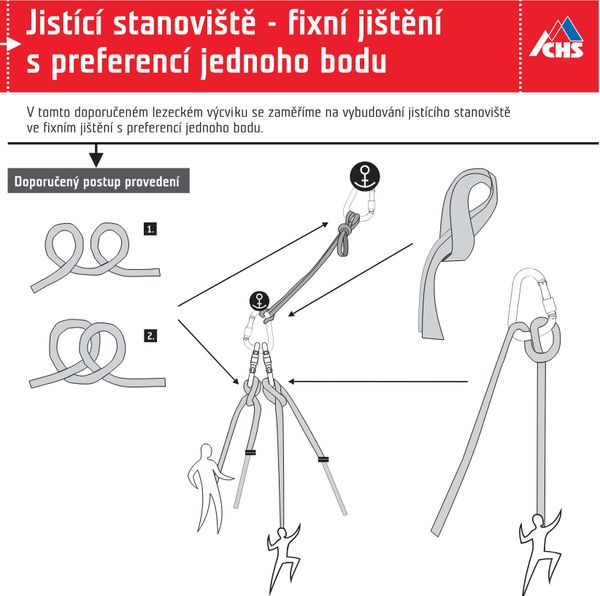 Jistící stanoviště - fixní jištění
s preferencí jednoho bodu
CHS
V tomto doporučeném lezeckém výcviku se zaměříme na vybudování jistícího stanoviště
ve fixním jištění s preferencí jednoho bodu.
Doporučený postup provedení
1.
2.